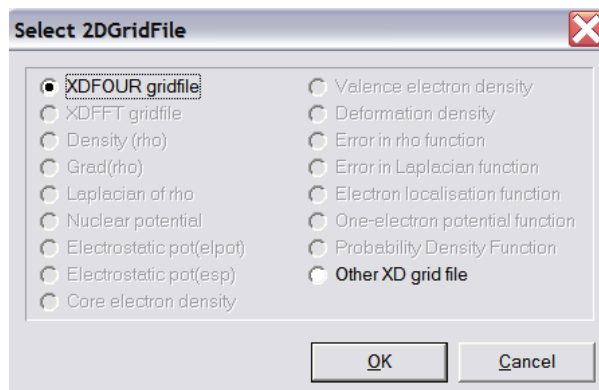 Select 2DGridFile
XDFOUR gridfile
XDFFT gridfile
Density (rho)
Grad(rho)
Laplacian of rho
Nuclear potential
Electrostatic pot(elpot)
Electrostatic pot(esp)
Core electron density
Valence electron density
Deformation density
Error in rho function
Error in Laplacian function
Electron localisation function
One-electron potential function
Probability Density Function
Other XD grid file
OK
Cancel